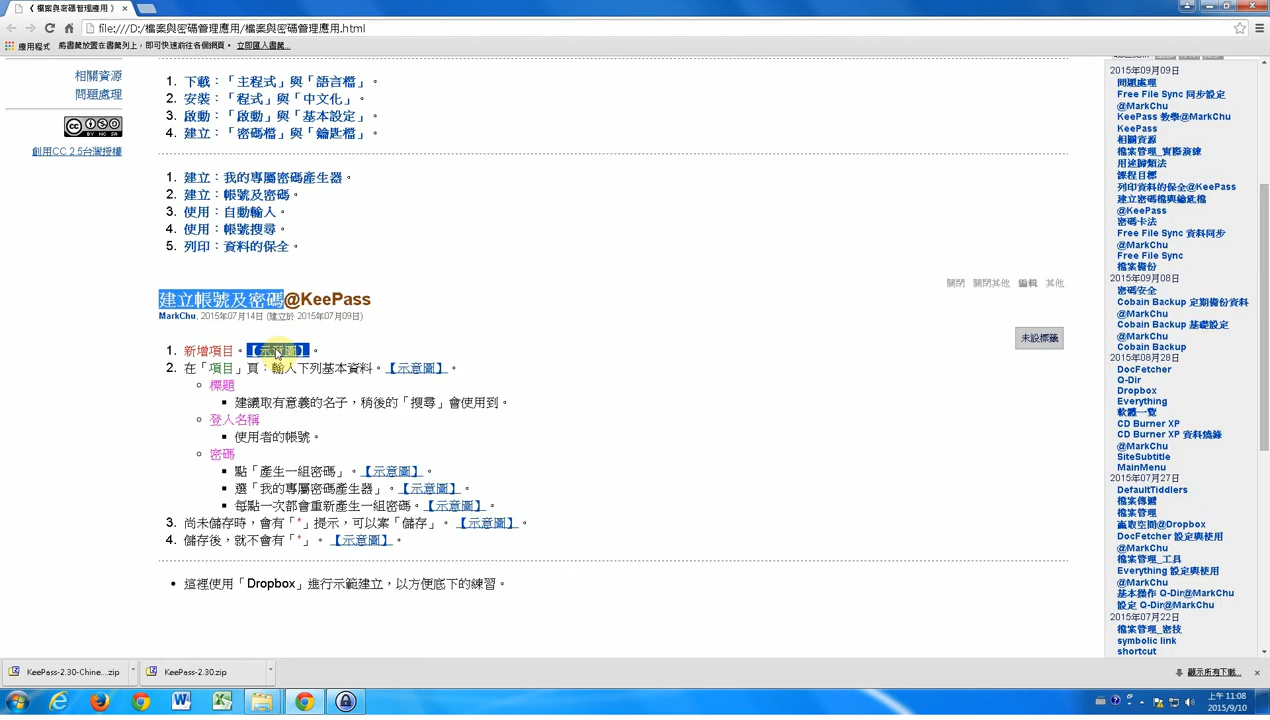 《檔案與密碼管理應用》
file:///D:/檔案與密碼管理應用/檔案與密碼管理應用.html
應用程式 將書籤放置在書籤列上，即可快速前往各個網頁。 立即匯入書籤...
相關資源
問題處理
創用CC 2.5台灣授權
1. 下載：「主程式」與「語言檔」。
2. 安裝：「程式」與「中文化」。
3. 啟動：「啟動」與「基本設定」。
4. 建立：「密碼檔」與「鑰匙檔」。
1. 建立：我的專屬密碼產生器。
2. 建立：帳號及密碼。
3. 使用：自動輸入。
4. 使用：帳號搜尋。
5. 列印：資料的保全。
關閉 關閉其他 編輯 其他
建立帳號及密碼@KeePass
MarkChu, 2015年07月14日 (建立於 2015年07月09日)
未設標籤
1. 新增項目。【示意圖】。
2. 在「項目」頁：輸入下列基本資料。【示意圖】。
標題
建議取有意義的名子，稍後的「搜尋」會使用到。
登入名稱
使用者的帳號。
密碼
點「產生一組密碼」。【示意圖】。
選「我的專屬密碼產生器」。【示意圖】。
每點一次都會重新產生一組密碼。【示意圖】。
3. 尚未儲存時，會有「*」提示，可以案「儲存」。【示意圖】。
4. 儲存後，就不會有「*」。【示意圖】。
這裡使用「Dropbox」進行示範建立，以方便底下的練習。
2015年09月09日
問題處理
Free File Sync 同步設定
@MarkChu
KeePass 教學@MarkChu
KeePass
相關資源
檔案管理_實際演練
用途歸類法
課程目標
列印資料的保全@KeePass
建立密碼檔與鑰匙檔
@KeePass
密碼卡法
Free File Sync 資料同步
@MarkChu
Free File Sync
檔案備份
2015年09月08日
密碼安全
Cobain Backup 定期備份資料
@MarkChu
Cobain Backup 基礎設定
@MarkChu
Cobain Backup
2015年08月28日
DocFetcher
Q-Dir
Dropbox
Everything
軟體一覽
CD Burner XP
CD Burner XP 資料燒錄
@MarkChu
SiteSubtitle
MainMenu
2015年07月27日
DefaultTiddlers
檔案傳遞
檔案管理
贏取空間@Dropbox
DocFetcher 設定與使用
@MarkChu
檔案管理_工具
Everything 設定與使用
@MarkChu
基本操作 Q-Dir@MarkChu
設定 Q-Dir@MarkChu
2015年07月22日
檔案管理_密技
symbolic link
shortcut
KeePass-2.30-Chine....zip
KeePass-2.30.zip
顯示所有下載...
上午 11:08
2015/9/10